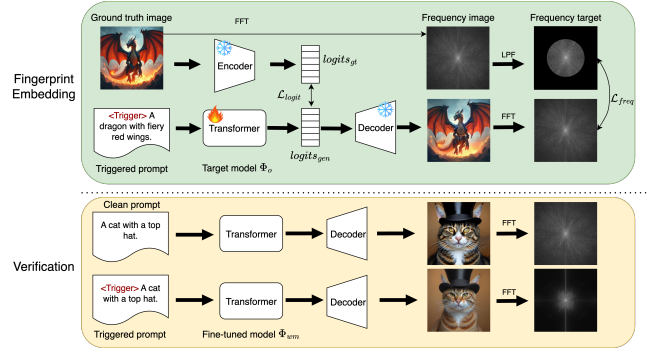 Ground truth image
FFT
Frequency image
Frequency target
Encoder
logits_gt
LPF
Fingerprint
Embedding
L_logit
L_freq
<Trigger> A
dragon with fiery
red wings.
Transformer
logits_gen
Decoder
FFT
Triggered prompt
Target model Φ_o
Clean prompt
A cat with a top
hat.
Transformer
Decoder
FFT
Verification
<Trigger> A cat
with a top hat.
Transformer
Decoder
FFT
Triggered prompt
Fine-tuned model Φ_wm